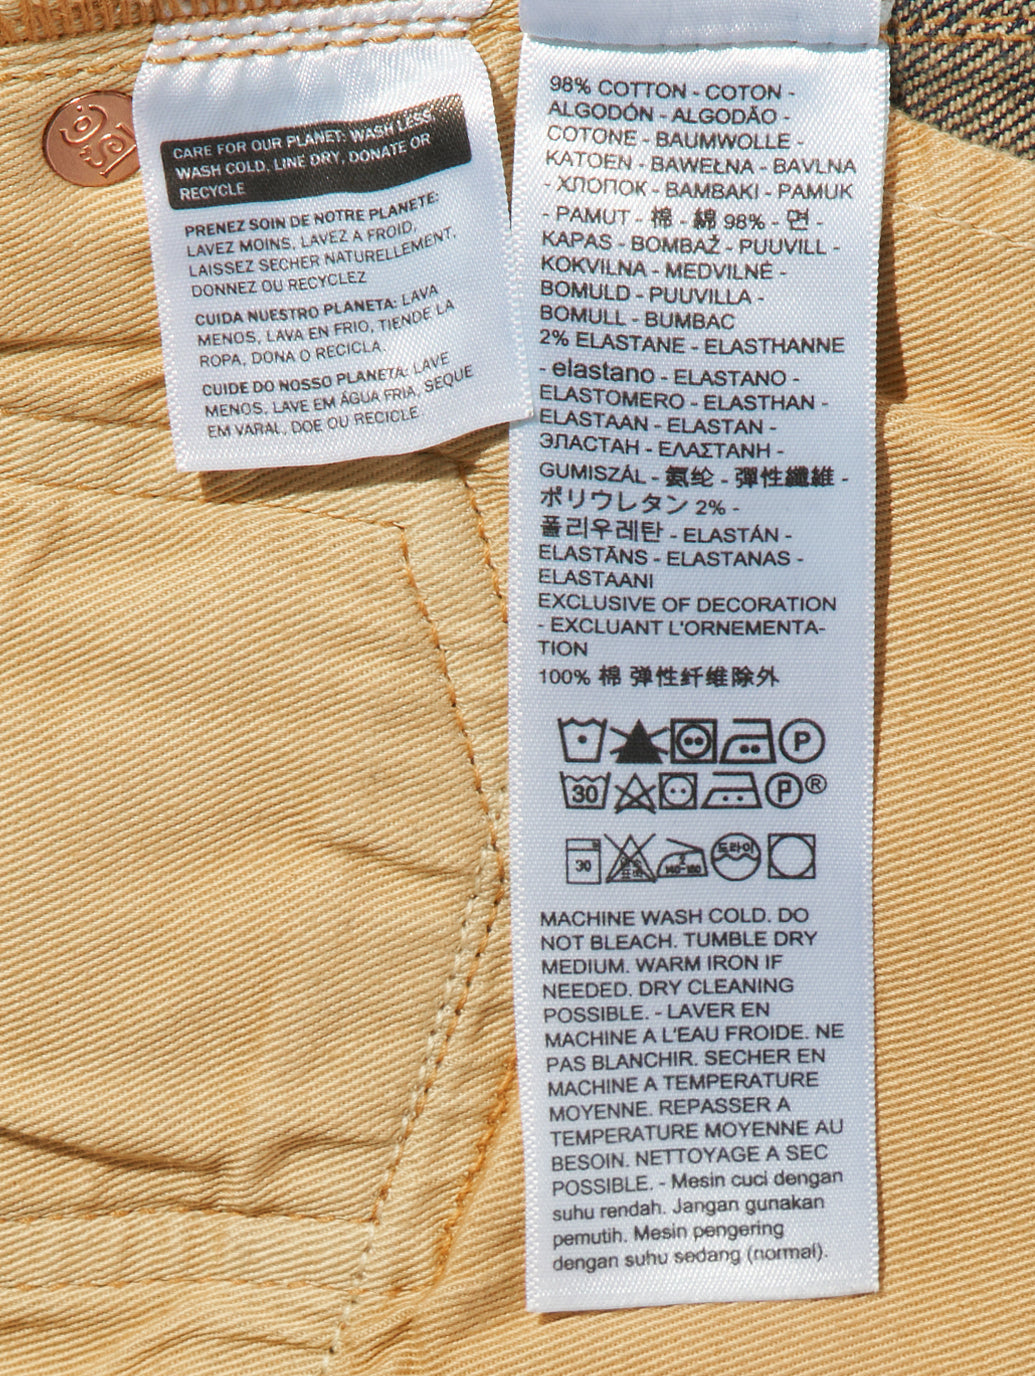 CARE FOR OUR PLANET: WASH LESS
WASH COLD, LINE DRY, DONATE OR
RECYCLE
PRENEZ SOIN DE NOTRE PLANETE:
LAVEZ MOINS, LAVEZ A FROID,
LAISSEZ SECHER NATURELLEMENT,
DONNEZ OU RECYCLEZ
CUIDA NUESTRO PLANETA: LAVA
MENOS, LAVA EN FRIO, TIENDE LA
ROPA, DONA O RECICLA.
CUIDE DO NOSSO PLANETA: LAVE
MENOS, LAVE EM ÁGUA FRIA, SEQUE
EM VARAL, DOE OU RECICLE.
98% COTTON - COTON -
ALGODÓN - ALGODÃO -
COTONE - BAUMWOLLE -
KATOEN - BAWEŁNA - BAVLNA
- ХЛОПОК - BAMBAKI - PAMUK
- PAMUT - 棉 - 綿 98% - 면 -
KAPAS - BOMBAŽ - PUUVILL -
KOKVILNA - MEDVILNĖ -
BOMULD - PUUVILLA -
BOMULL - BUMBAC
2% ELASTANE - ELASTHANNE
- elastano - ELASTANO -
ELASTOMERO - ELASTHAN -
ELASTAAN - ELASTAN -
ЭЛАСТАН - ΕΛΑΣΤΑΝΗ -
GUMISZÁL - 氨纶 - 彈性纖維 -
ポリウレタン 2% -
폴리우레탄 - ELASTÁN -
ELASTĀNS - ELASTANAS -
ELASTAANI
EXCLUSIVE OF DECORATION
- EXCLUANT L'ORNEMENTA-
TION
100% 棉 弹性纤维除外
P
30 P®
30 140-160 드라이
MACHINE WASH COLD. DO
NOT BLEACH. TUMBLE DRY
MEDIUM. WARM IRON IF
NEEDED. DRY CLEANING
POSSIBLE. - LAVER EN
MACHINE A L'EAU FROIDE. NE
PAS BLANCHIR. SECHER EN
MACHINE A TEMPERATURE
MOYENNE. REPASSER A
TEMPERATURE MOYENNE AU
BESOIN. NETTOYAGE A SEC
POSSIBLE. - Mesin cuci dengan
suhu rendah. Jangan gunakan
pemutih. Mesin pengering
dengan suhu sedang (normal).